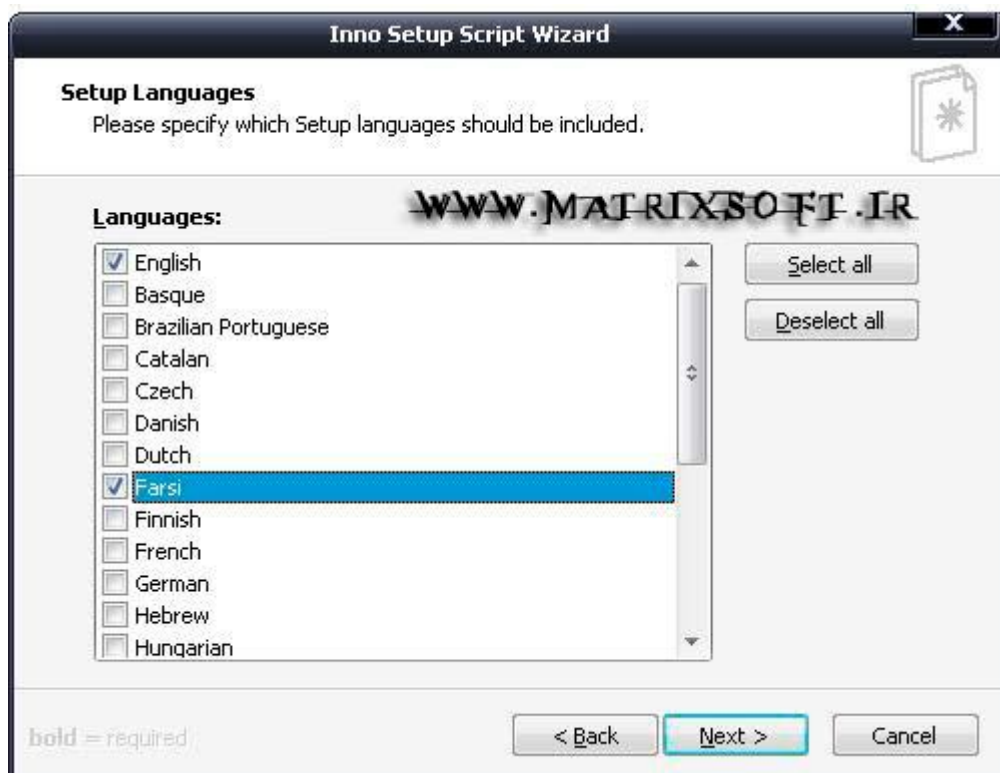 Inno Setup Script Wizard
X
Setup Languages
Please specify which Setup languages should be included.
WWW.MATRIXSOFT.IR
Languages:
English
Basque
Brazilian Portuguese
Catalan
Czech
Danish
Dutch
Farsi
Finnish
French
German
Hebrew
Hungarian
Select all
Deselect all
bold = required
< Back
Next >
Cancel